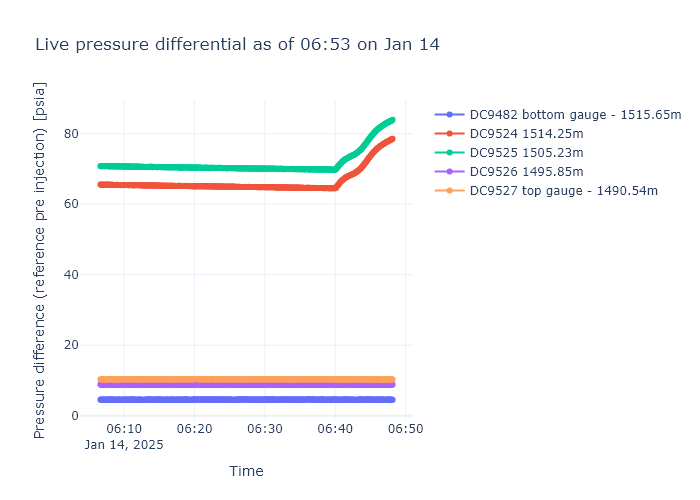 Live pressure differential as of 06:53 on Jan 14
Pressure difference (reference pre injection) [psia]
80
60
40
20
0
06:10
Jan 14, 2025
06:20
06:30
06:40
06:50
Time
DC9482 bottom gauge - 1515.65m
DC9524 1514.25m
DC9525 1505.23m
DC9526 1495.85m
DC9527 top gauge - 1490.54m